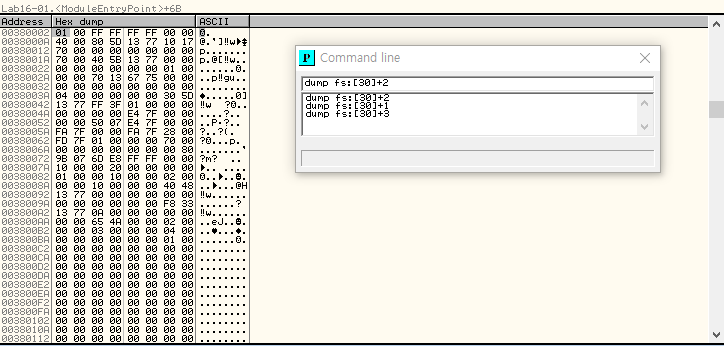 Lab16-01.<ModuleEntryPoint>+6B
Address Hex dump ASCII
00380002 01 00 FF FF FF FF 00 00
0038000A 40 00 30 5D 13 77 10 17
00380012 70 00 00 00 00 00 00 00
0038001A 70 00 40 5B 13 77 00 00
00380022 00 00 00 00 00 00 01 00
0038002A 00 00 70 13 67 75 00 00
00380032 00 00 00 00 00 00 00 00
0038003A 04 00 00 00 00 00 30 5D
00380042 13 77 FF 3F 01 00 00 00
0038004A 00 00 00 00 E4 7F 00 00
00380052 00 00 50 07 E4 7F 00 00
0038005A FA 7F 00 00 FA 7F 28 00
00380062 FD 7F 01 00 00 00 70 00
0038006A 00 00 00 00 00 00 00 80
00380072 9B 07 6D E8 FF FF 00 00
0038007A 10 00 00 20 00 00 00 00
00380082 01 00 00 10 00 00 02 00
0038008A 00 00 10 00 00 00 40 48
00380092 13 77 00 00 00 00 00 00
0038009A 00 00 00 00 00 00 F8 33
003800A2 13 77 0A 00 00 00 00 00
003800AA 00 00 65 4A 00 00 02 00
003800B2 00 00 03 00 00 00 04 00
003800BA 00 00 00 00 00 00 01 00
003800C2 00 00 00 00 00 00 00 00
003800CA 00 00 00 00 00 00 00 00
003800D2 00 00 00 00 00 00 00 00
003800DA 00 00 00 00 00 00 00 00
003800E2 00 00 00 00 00 00 00 00
003800EA 00 00 00 00 00 00 00 00
003800F2 00 00 00 00 00 00 00 00
003800FA 00 00 00 00 00 00 00 00
00380102 00 00 00 00 00 00 00 00
0038010A 00 00 00 00 00 00 00 00
00380112 00 00 00 00 00 00 00 00
P Command line
dump fs:[30]+2
dump fs:[30]+2
dump fs:[30]+1
dump fs:[30]+3